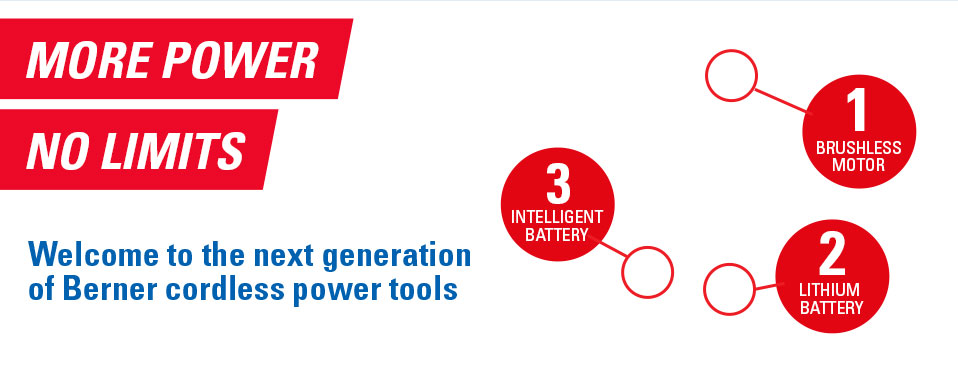 MORE POWER
NO LIMITS
Welcome to the next generation
of Berner cordless power tools
1
BRUSHLESS
MOTOR
3
INTELLIGENT
BATTERY
2
LITHIUM
BATTERY